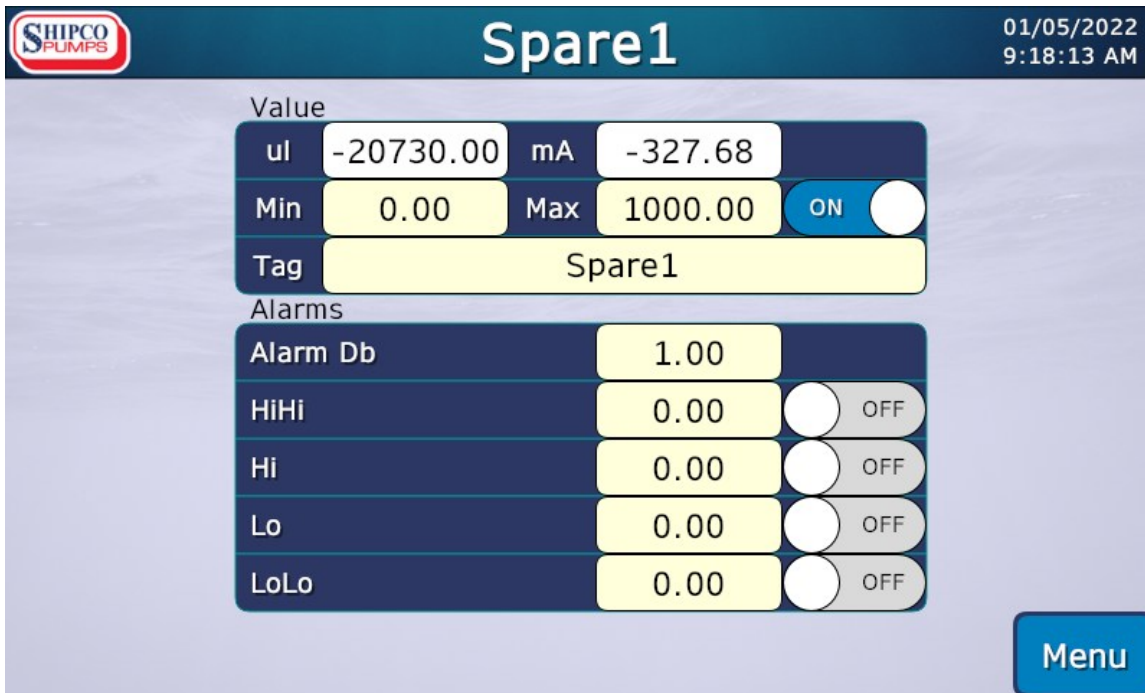 SHIPCO PUMPS
Spare1
01/05/2022
9:18:13 AM
Value
ul -20730.00 mA -327.68
Min 0.00 Max 1000.00 ON
Tag Spare1
Alarms
Alarm Db 1.00
HiHi 0.00 OFF
Hi 0.00 OFF
Lo 0.00 OFF
LoLo 0.00 OFF
Menu